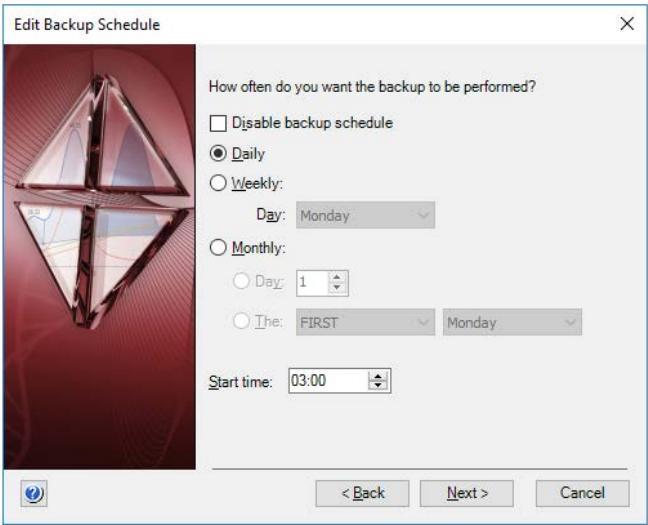 Edit Backup Schedule
How often do you want the backup to be performed?
Disable backup schedule
Daily
Weekly:
Day: Monday
Monthly:
Day: 1
The: FIRST Monday
Start time: 03:00
< Back Next > Cancel